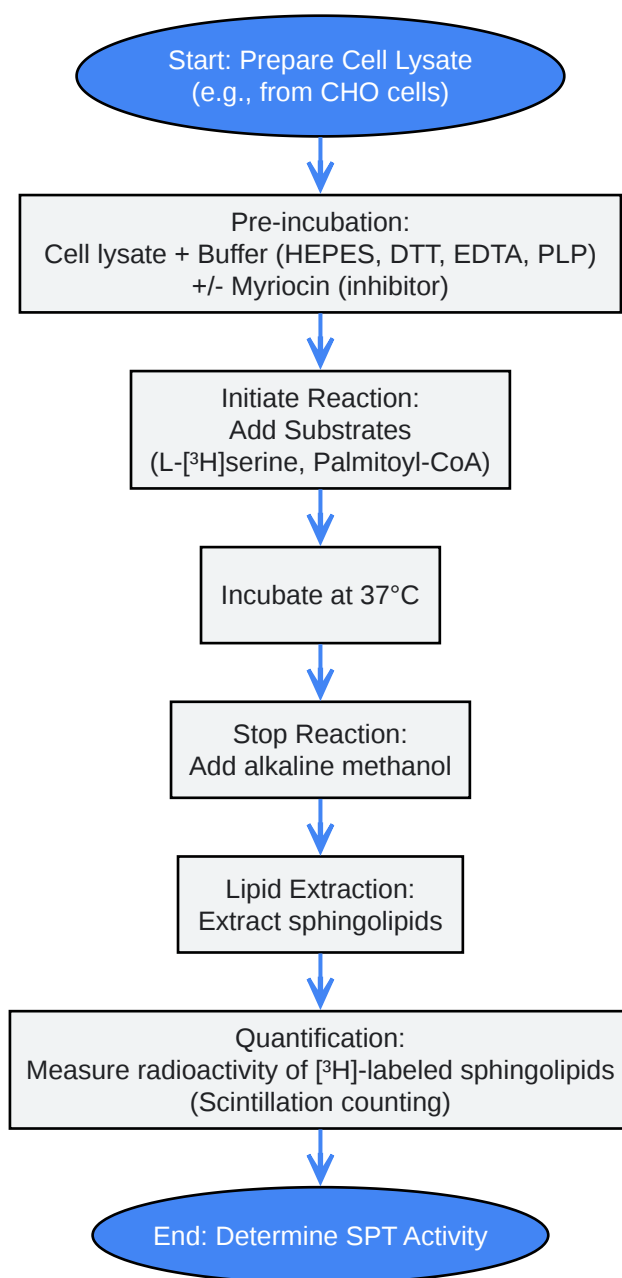 Start: Prepare Cell Lysate
(e.g., from CHO cells)
Pre-incubation:
Cell lysate + Buffer (HEPES, DTT, EDTA, PLP)
+/- Myriocin (inhibitor)
Initiate Reaction:
Add Substrates
(L-[³H]serine, Palmitoyl-CoA)
Incubate at 37°C
Stop Reaction:
Add alkaline methanol
Lipid Extraction:
Extract sphingolipids
Quantification:
Measure radioactivity of [³H]-labeled sphingolipids
(Scintillation counting)
End: Determine SPT Activity